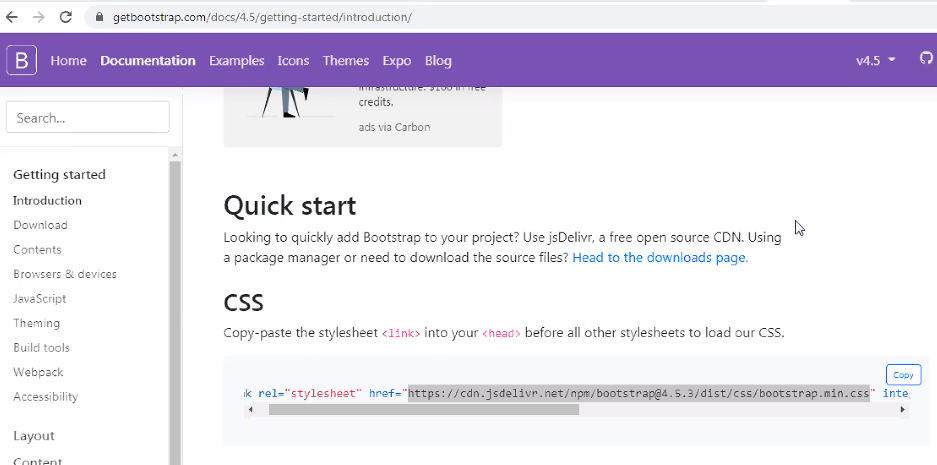 getbootstrap.com/docs/4.5/getting-started/introduction/
B Home Documentation Examples Icons Themes Expo Blog v4.5
Search...
infrastructure. $100 in free
credits.
ads via Carbon
Getting started
Introduction
Download
Contents
Browsers & devices
JavaScript
Theming
Build tools
Webpack
Accessibility
Layout
Content
Quick start
Looking to quickly add Bootstrap to your project? Use jsDelivr, a free open source CDN. Using
a package manager or need to download the source files? Head to the downloads page.
CSS
Copy-paste the stylesheet <link> into your <head> before all other stylesheets to load our CSS.
Copy
k rel="stylesheet" href="https://cdn.jsdelivr.net/npm/bootstrap@4.5.3/dist/css/bootstrap.min.css" inte